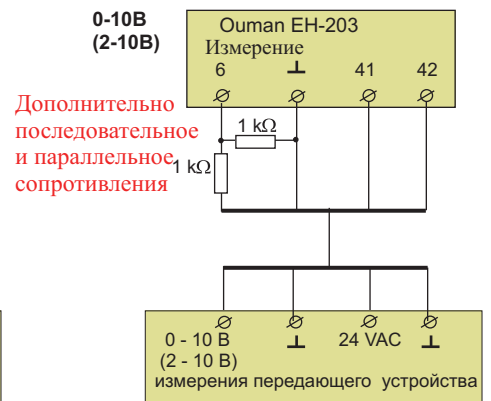 0-10В
(2-10В)
Ouman EH-203
Измерение
6 ⊥ 41 42
Дополнительно
последовательное
и параллельное
сопротивления
1 kΩ
1 kΩ
0 - 10 В ⊥ 24 VAC ⊥
(2 - 10 В)
измерения передающего устройства